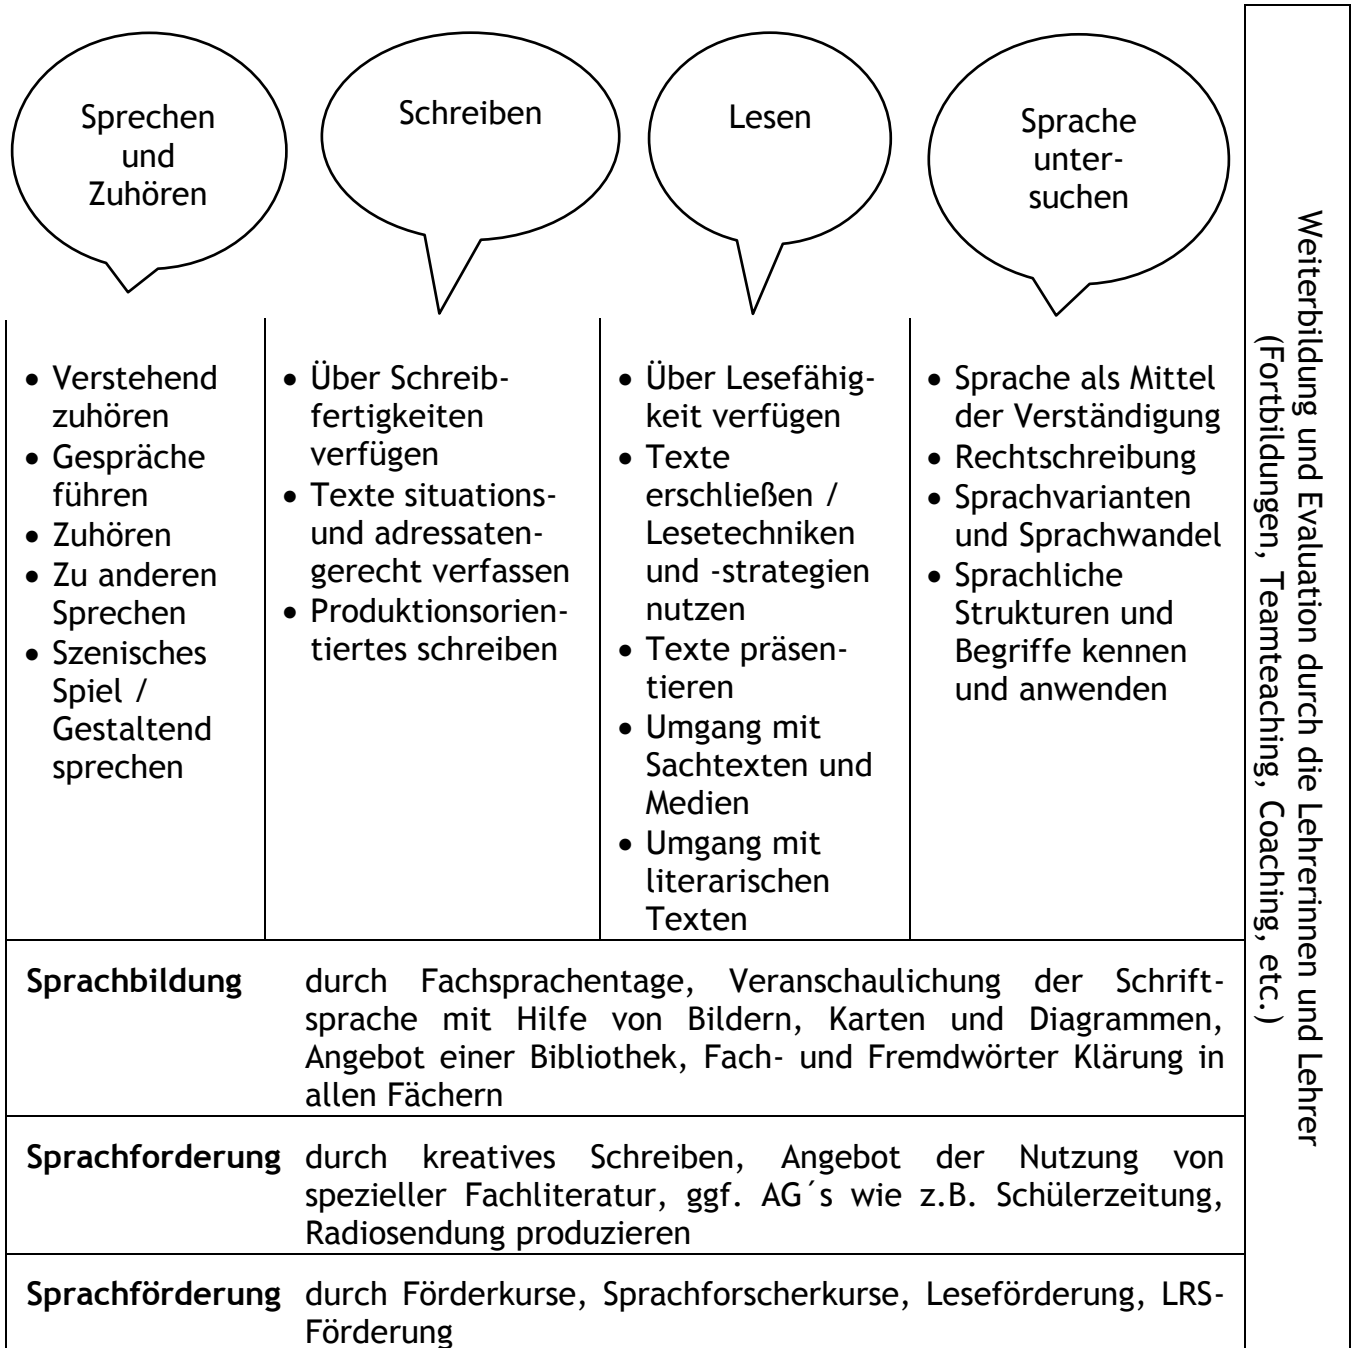 Sprechen
und
Zuhören
Schreiben
Lesen
Sprache
unter-
suchen
• Verstehend
zuhören
• Gespräche
führen
• Zuhören
• Zu anderen
Sprechen
• Szenisches
Spiel /
Gestaltend
sprechen
• Über Schreib-
fertigkeiten
verfügen
• Texte situations-
und adressaten-
gerecht verfassen
• Produktionsorien-
tiertes schreiben
• Über Lesefähig-
keit verfügen
• Texte
erschließen /
Lesetechniken
und -strategien
nutzen
• Texte präsen-
tieren
• Umgang mit
Sachtexten und
Medien
• Umgang mit
literarischen
Texten
• Sprache als Mittel
der Verständigung
• Rechtschreibung
• Sprachvarianten
und Sprachwandel
• Sprachliche
Strukturen und
Begriffe kennen
und anwenden
Sprachbildung durch Fachsprachentage, Veranschaulichung der Schrift-
sprache mit Hilfe von Bildern, Karten und Diagrammen,
Angebot einer Bibliothek, Fach- und Fremdwörter Klärung in
allen Fächern
Sprachforderung durch kreatives Schreiben, Angebot der Nutzung von
spezieller Fachliteratur, ggf. AG´s wie z.B. Schülerzeitung,
Radiosendung produzieren
Sprachförderung durch Förderkurse, Sprachforscherkurse, Leseförderung, LRS-
Förderung
Weiterbildung und Evaluation durch die Lehrerinnen und Lehrer
(Fortbildungen, Teamteaching, Coaching, etc.)